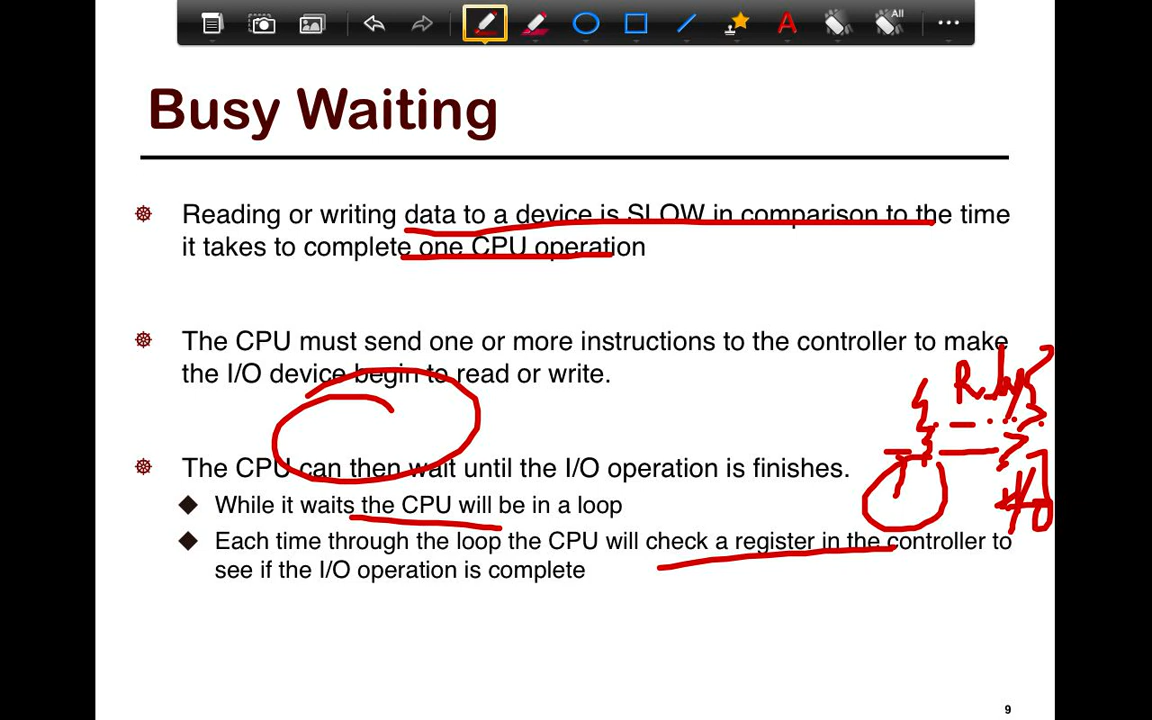 All
A
Busy Waiting
Reading or writing data to a device is SLOW in comparison to the time
it takes to complete one CPU operation
The CPU must send one or more instructions to the controller to make
the I/O device begin to read or write.
The CPU can then wait until the I/O operation is finishes.
While it waits the CPU will be in a loop
Each time through the loop the CPU will check a register in the controller to
see if the I/O operation is complete
9